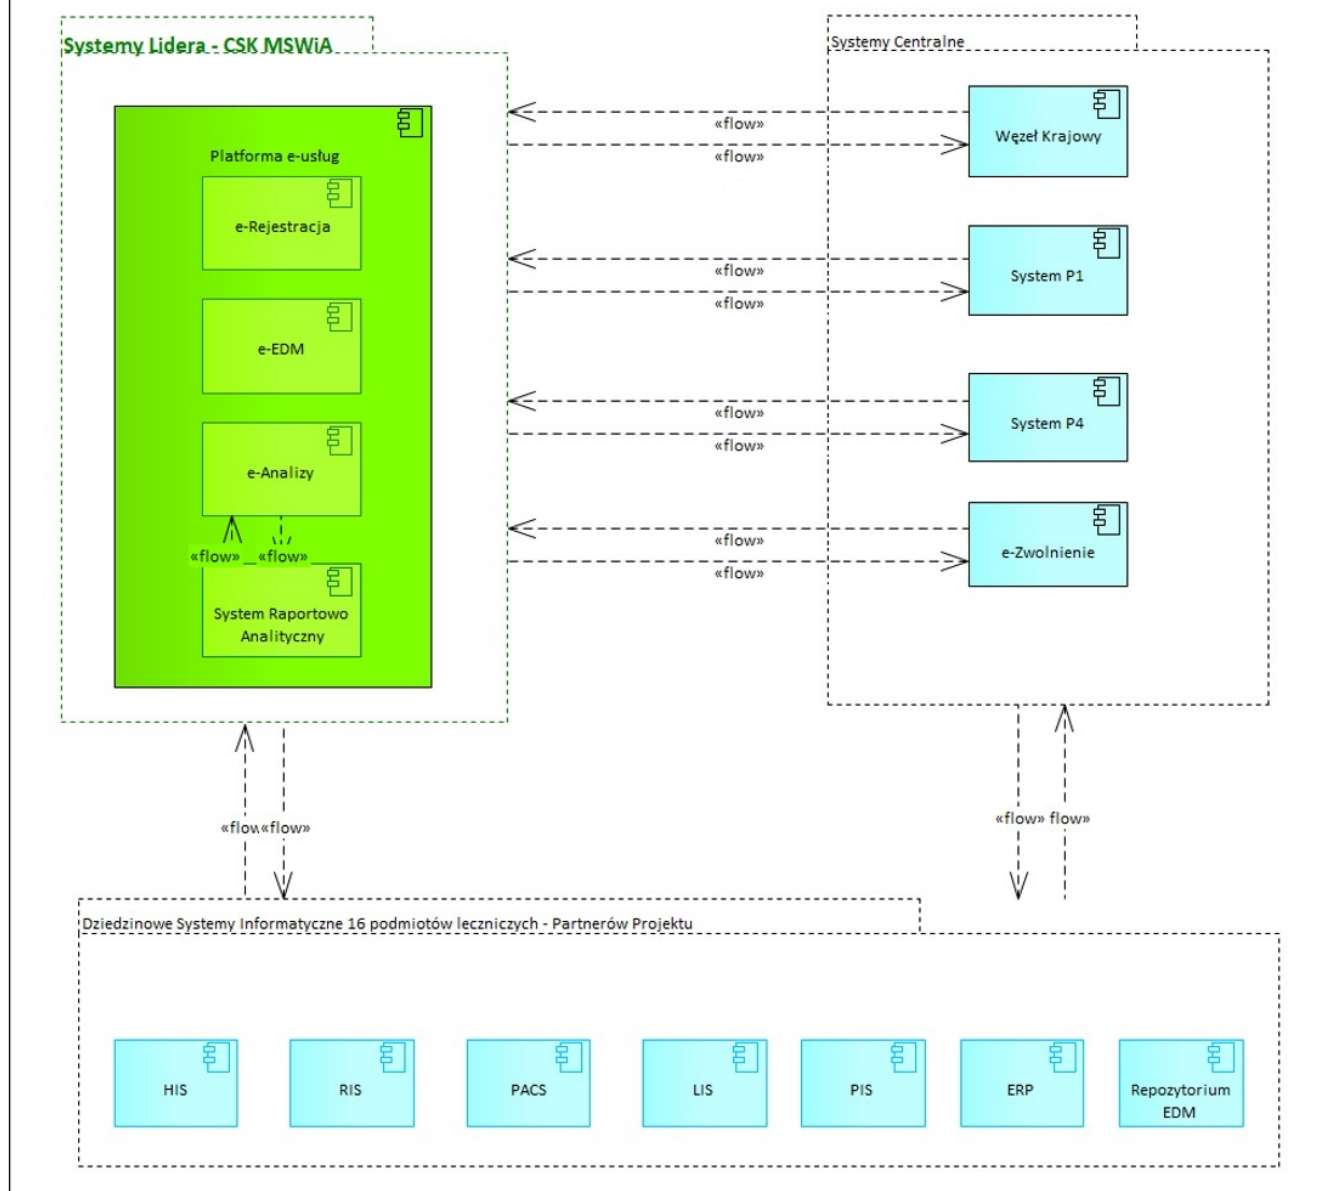 Systemy Lidera - CSK MSWiA
Platforma e-usług
e-Rejestracja
e-EDM
e-Analizy
«flow» «flow»
System Raportowo
Analityczny
Systemy Centralne
Węzeł Krajowy
System P1
System P4
e-Zwolnienie
«flow»
«flow»
«flow»
«flow»
«flow»
«flow»
«flow»
«flow»
«flow «flow»
«flow» flow»
Dziedzinowe Systemy Informatyczne 16 podmiotów leczniczych - Partnerów Projektu
HIS
RIS
PACS
LIS
PIS
ERP
Repozytorium
EDM